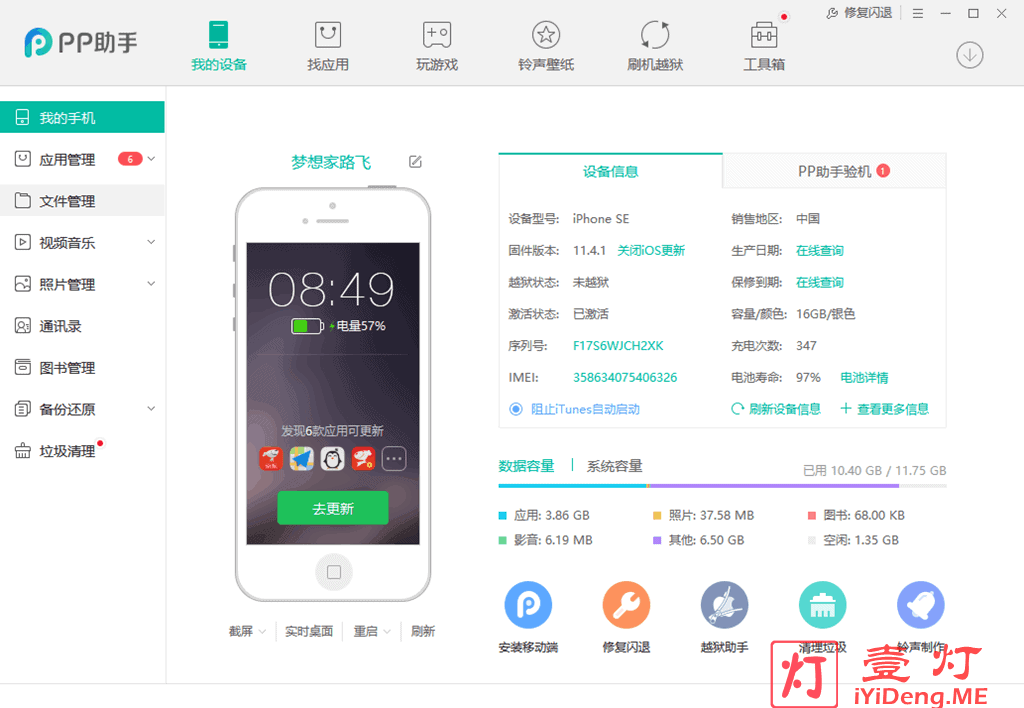 修复闪退
PP助手
我的设备
找应用
玩游戏
铃声壁纸
刷机越狱
工具箱
我的手机
应用管理 6
文件管理
视频音乐
照片管理
通讯录
图书管理
备份还原
垃圾清理
梦想家路飞
08:49
电量57%
发现6款应用可更新
去更新
截屏 实时桌面 重启 刷新
设备信息 PP助手验机 1
设备型号: iPhone SE 销售地区: 中国
固件版本: 11.4.1 关闭iOS更新 生产日期: 在线查询
越狱状态: 未越狱 保修到期: 在线查询
激活状态: 已激活 容量/颜色: 16GB/银色
序列号: F17S6WJCH2XK 充电次数: 347
IMEI: 358634075406326 电池寿命: 97% 电池详情
阻止iTunes自动启动 刷新设备信息 查看更多信息
数据容量 系统容量 已用 10.40 GB / 11.75 GB
应用: 3.86 GB 照片: 37.58 MB 图书: 68.00 KB
影音: 6.19 MB 其他: 6.50 GB 空闲: 1.35 GB
安装移动端 修复闪退 越狱助手 清理垃圾 铃声制作
灯 壹灯
iYiDeng.ME